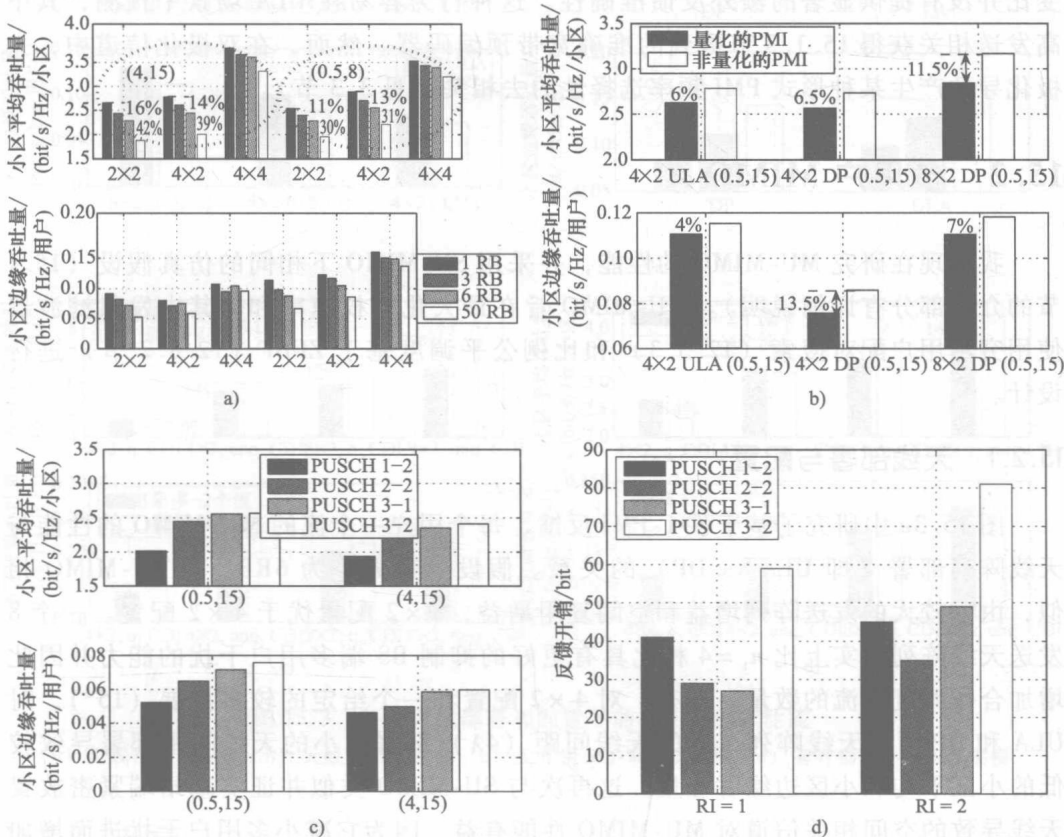 小区平均吞吐量/
(bit/s/Hz/小区)
4.0
3.5
3.0
2.5
2.0
1.5
(4,15)
(0.5,8)
16%
42%
14%
39%
11%
30%
13%
31%
2×2 4×2 4×4 2×2 4×2 4×4
小区边缘吞吐量/
(bit/s/Hz/用户)
0.20
0.15
0.10
0.05
0
1 RB
3 RB
6 RB
50 RB
2×2 4×2 4×4 2×2 4×2 4×4
a)
小区平均吞吐量/
(bit/s/Hz/小区)
3.5
3.0
2.5
2.0
量化的PMI
非量化的PMI
6%
6.5%
11.5%
4×2 ULA (0.5,15) 4×2 DP (0.5,15) 8×2 DP (0.5,15)
小区边缘吞吐量/
(bit/s/Hz/用户)
0.12
0.10
0.08
0.06
4%
13.5%
7%
4×2 ULA (0.5,15) 4×2 DP (0.5,15) 8×2 DP (0.5,15)
b)
小区平均吞吐量/
(bit/s/Hz/小区)
3.5
3.0
2.5
2.0
1.5
PUSCH 1-2
PUSCH 2-2
PUSCH 3-1
PUSCH 3-2
(0.5,15) (4,15)
小区边缘吞吐量/
(bit/s/Hz/用户)
0.08
0.06
0.04
0.02
0
(0.5,15) (4,15)
c)
反馈开销/bit
90
80
70
60
50
40
30
20
10
0
PUSCH 1-2
PUSCH 2-2
PUSCH 3-1
PUSCH 3-2
RI = 1 RI = 2
d)